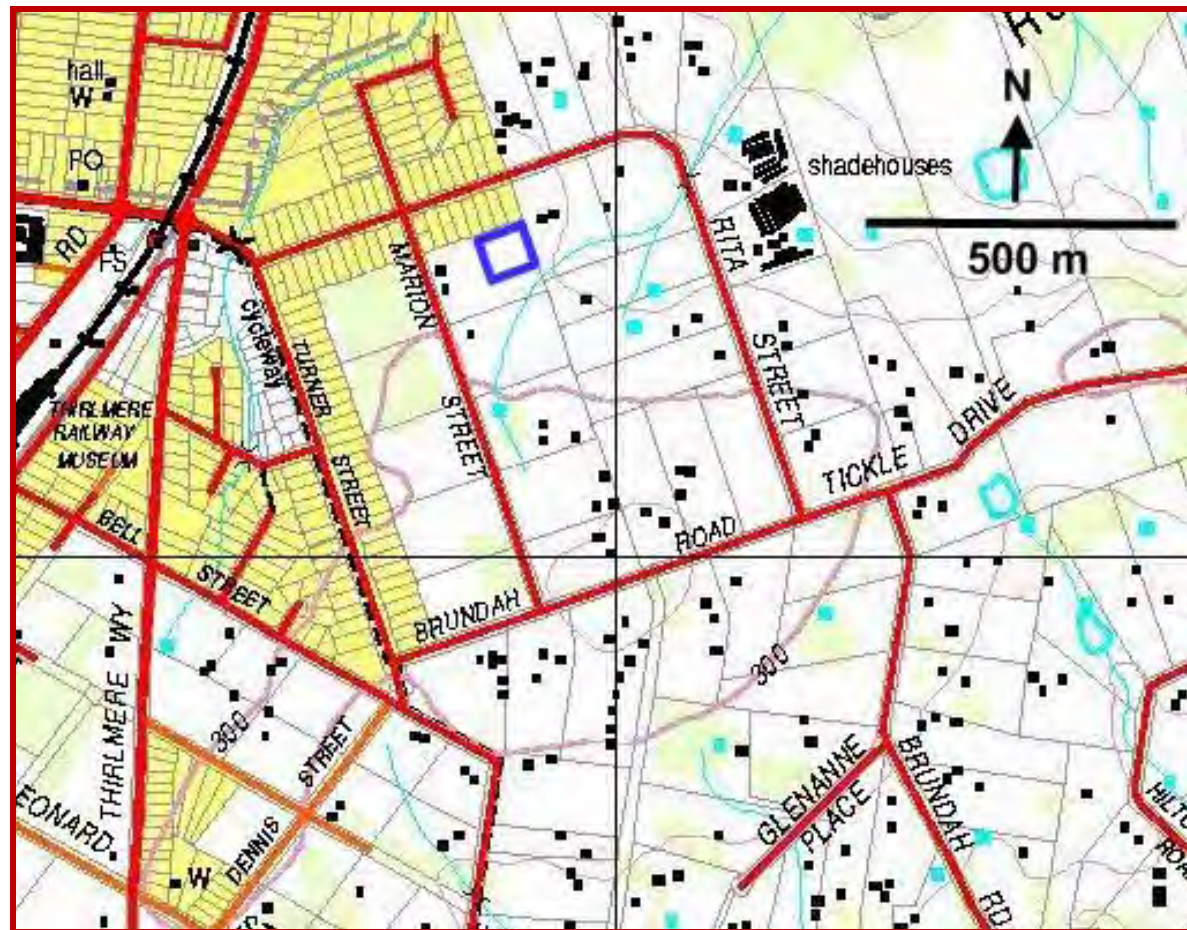 hall
W
PO
RD
FS
N
shadehouses
500 m
RITA
STREET
MARION
STREET
cycleway
TURNER
STREET
THIRLMERE
RAILWAY
MUSEUM
BELL
STREET
DRIVE
TICKLE
ROAD
BRUNDAH
THIRLMERE WY
300
300
STREET
DENNIS
EONARD
W
GLENANNE
PLACE
BRUNDAH
RD